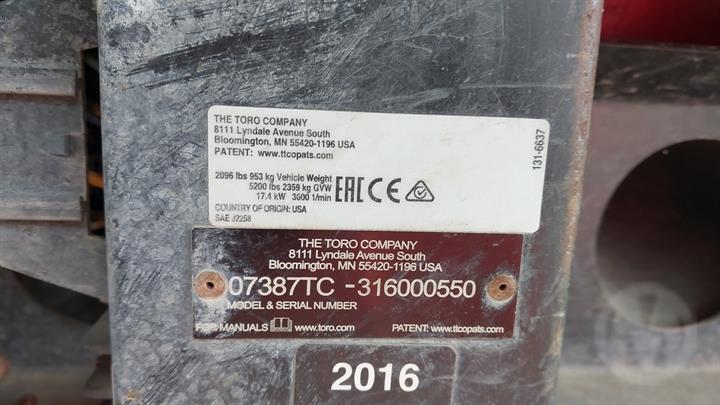 THE TORO COMPANY
8111 Lyndale Avenue South
Bloomington, MN 55420-1196 USA
PATENT: www.ttcopats.com
2096 lbs 953 kg Vehicle Weight
5200 lbs 2359 kg GVW
17.4 kW 3600 1/min
COUNTRY OF ORIGIN: USA
SAE J2258
EAC CE
131-6637
THE TORO COMPANY
8111 Lyndale Avenue South
Bloomington, MN 55420-1196 USA
07387TC -316000550
MODEL & SERIAL NUMBER
FOR MANUALS www.toro.com
PATENT: www.ttcopats.com
2016